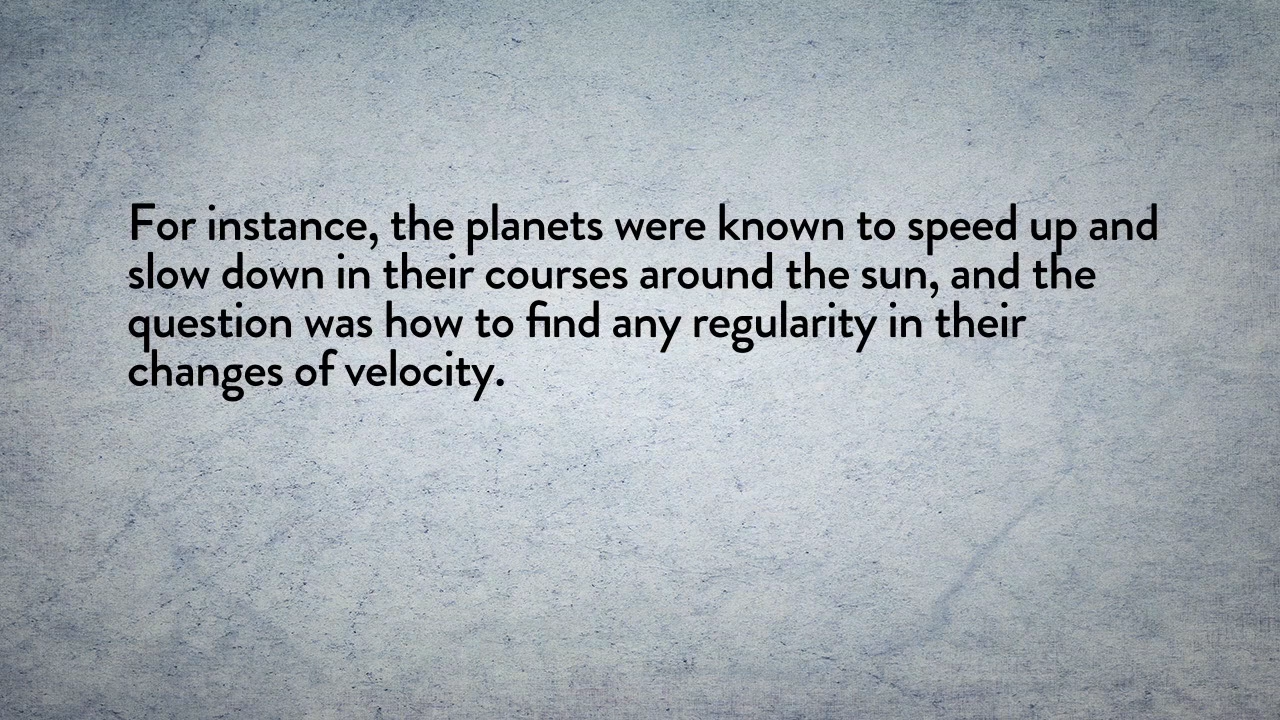 For instance, the planets were known to speed up and
slow down in their courses around the sun, and the
question was how to find any regularity in their
changes of velocity.